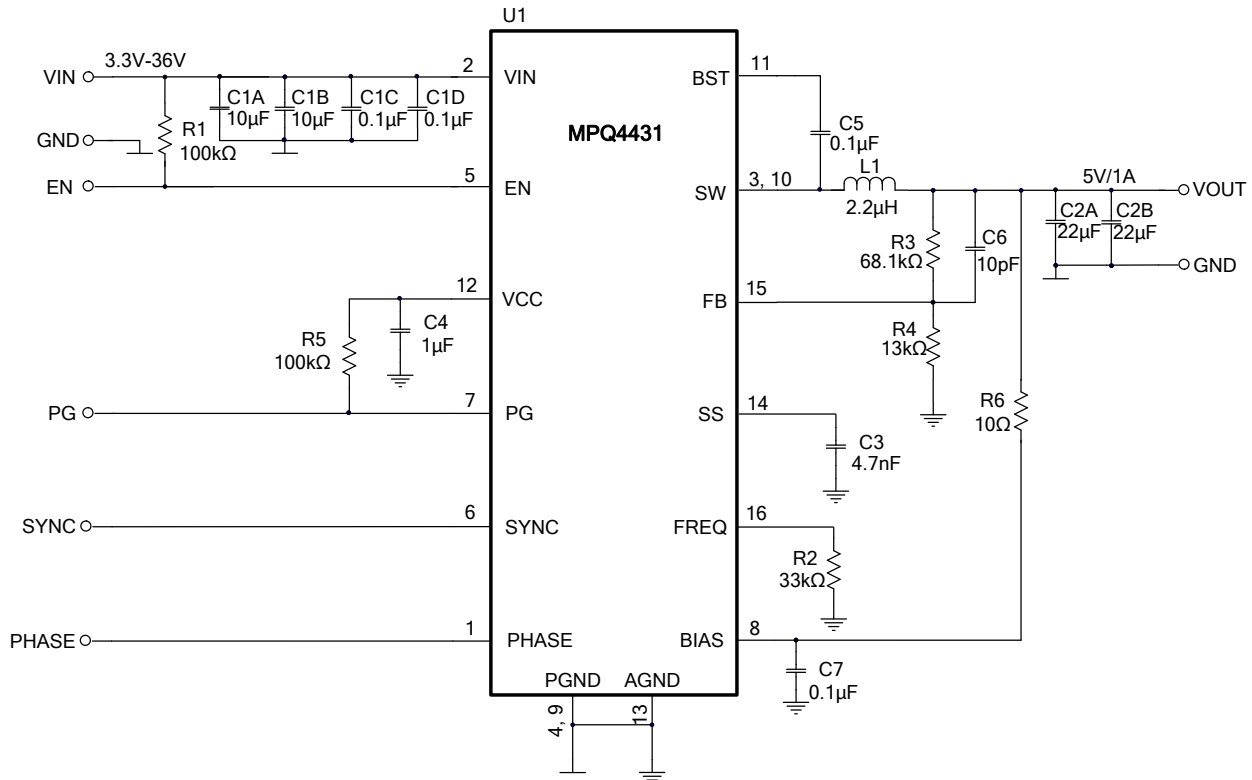 U1
3.3V-36V
VIN
2
VIN
BST
11
C1A
10µF
C1B
10µF
C1C
0.1µF
C1D
0.1µF
MPQ4431
C5
0.1µF
GND
R1
100kΩ
L1
2.2µH
EN
5
EN
SW
3, 10
5V/1A
VOUT
R3
68.1kΩ
C6
10pF
C2A
22µF
C2B
22µF
GND
12
VCC
FB
15
R5
100kΩ
C4
1µF
R4
13kΩ
PG
7
PG
SS
14
R6
10Ω
C3
4.7nF
SYNC
6
SYNC
FREQ
16
R2
33kΩ
PHASE
1
PHASE
BIAS
8
C7
0.1µF
PGND
AGND
4, 9
13